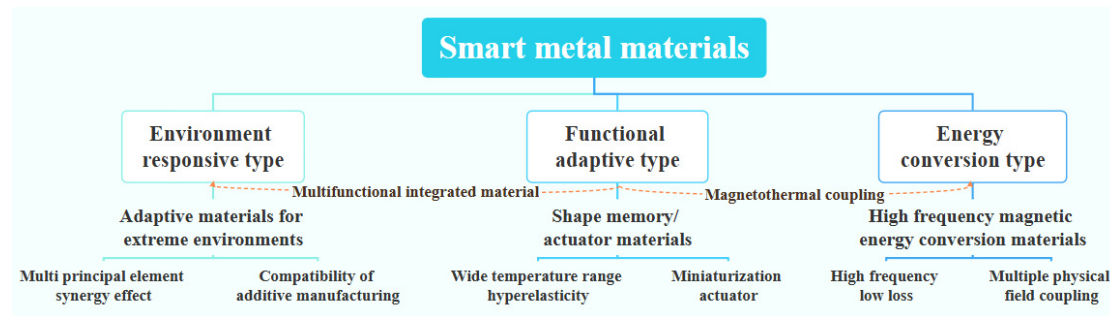 Smart metal materials
Environment
responsive type
Functional
adaptive type
Energy
conversion type
Multifunctional integrated material
Magnetothermal coupling
Adaptive materials for
extreme environments
Shape memory/
actuator materials
High frequency magnetic
energy conversion materials
Multi principal element
synergy effect
Compatibility of
additive manufacturing
Wide temperature range
hyperelasticity
Miniaturization
actuator
High frequency
low loss
Multiple physical
field coupling